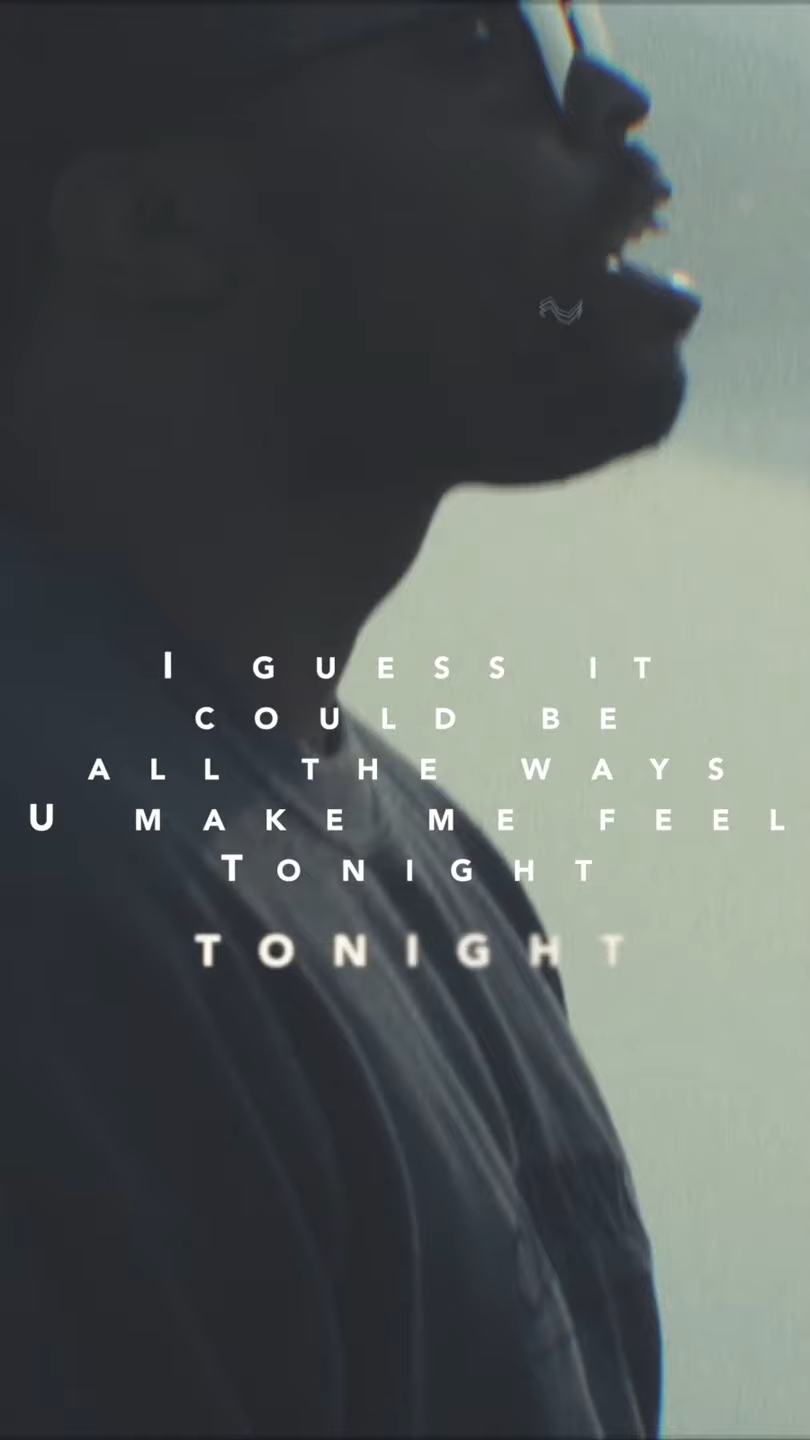 I GUESS IT
COULD BE
ALL THE WAYS
U MAKE ME FEEL
TONIGHT
TONIGHT